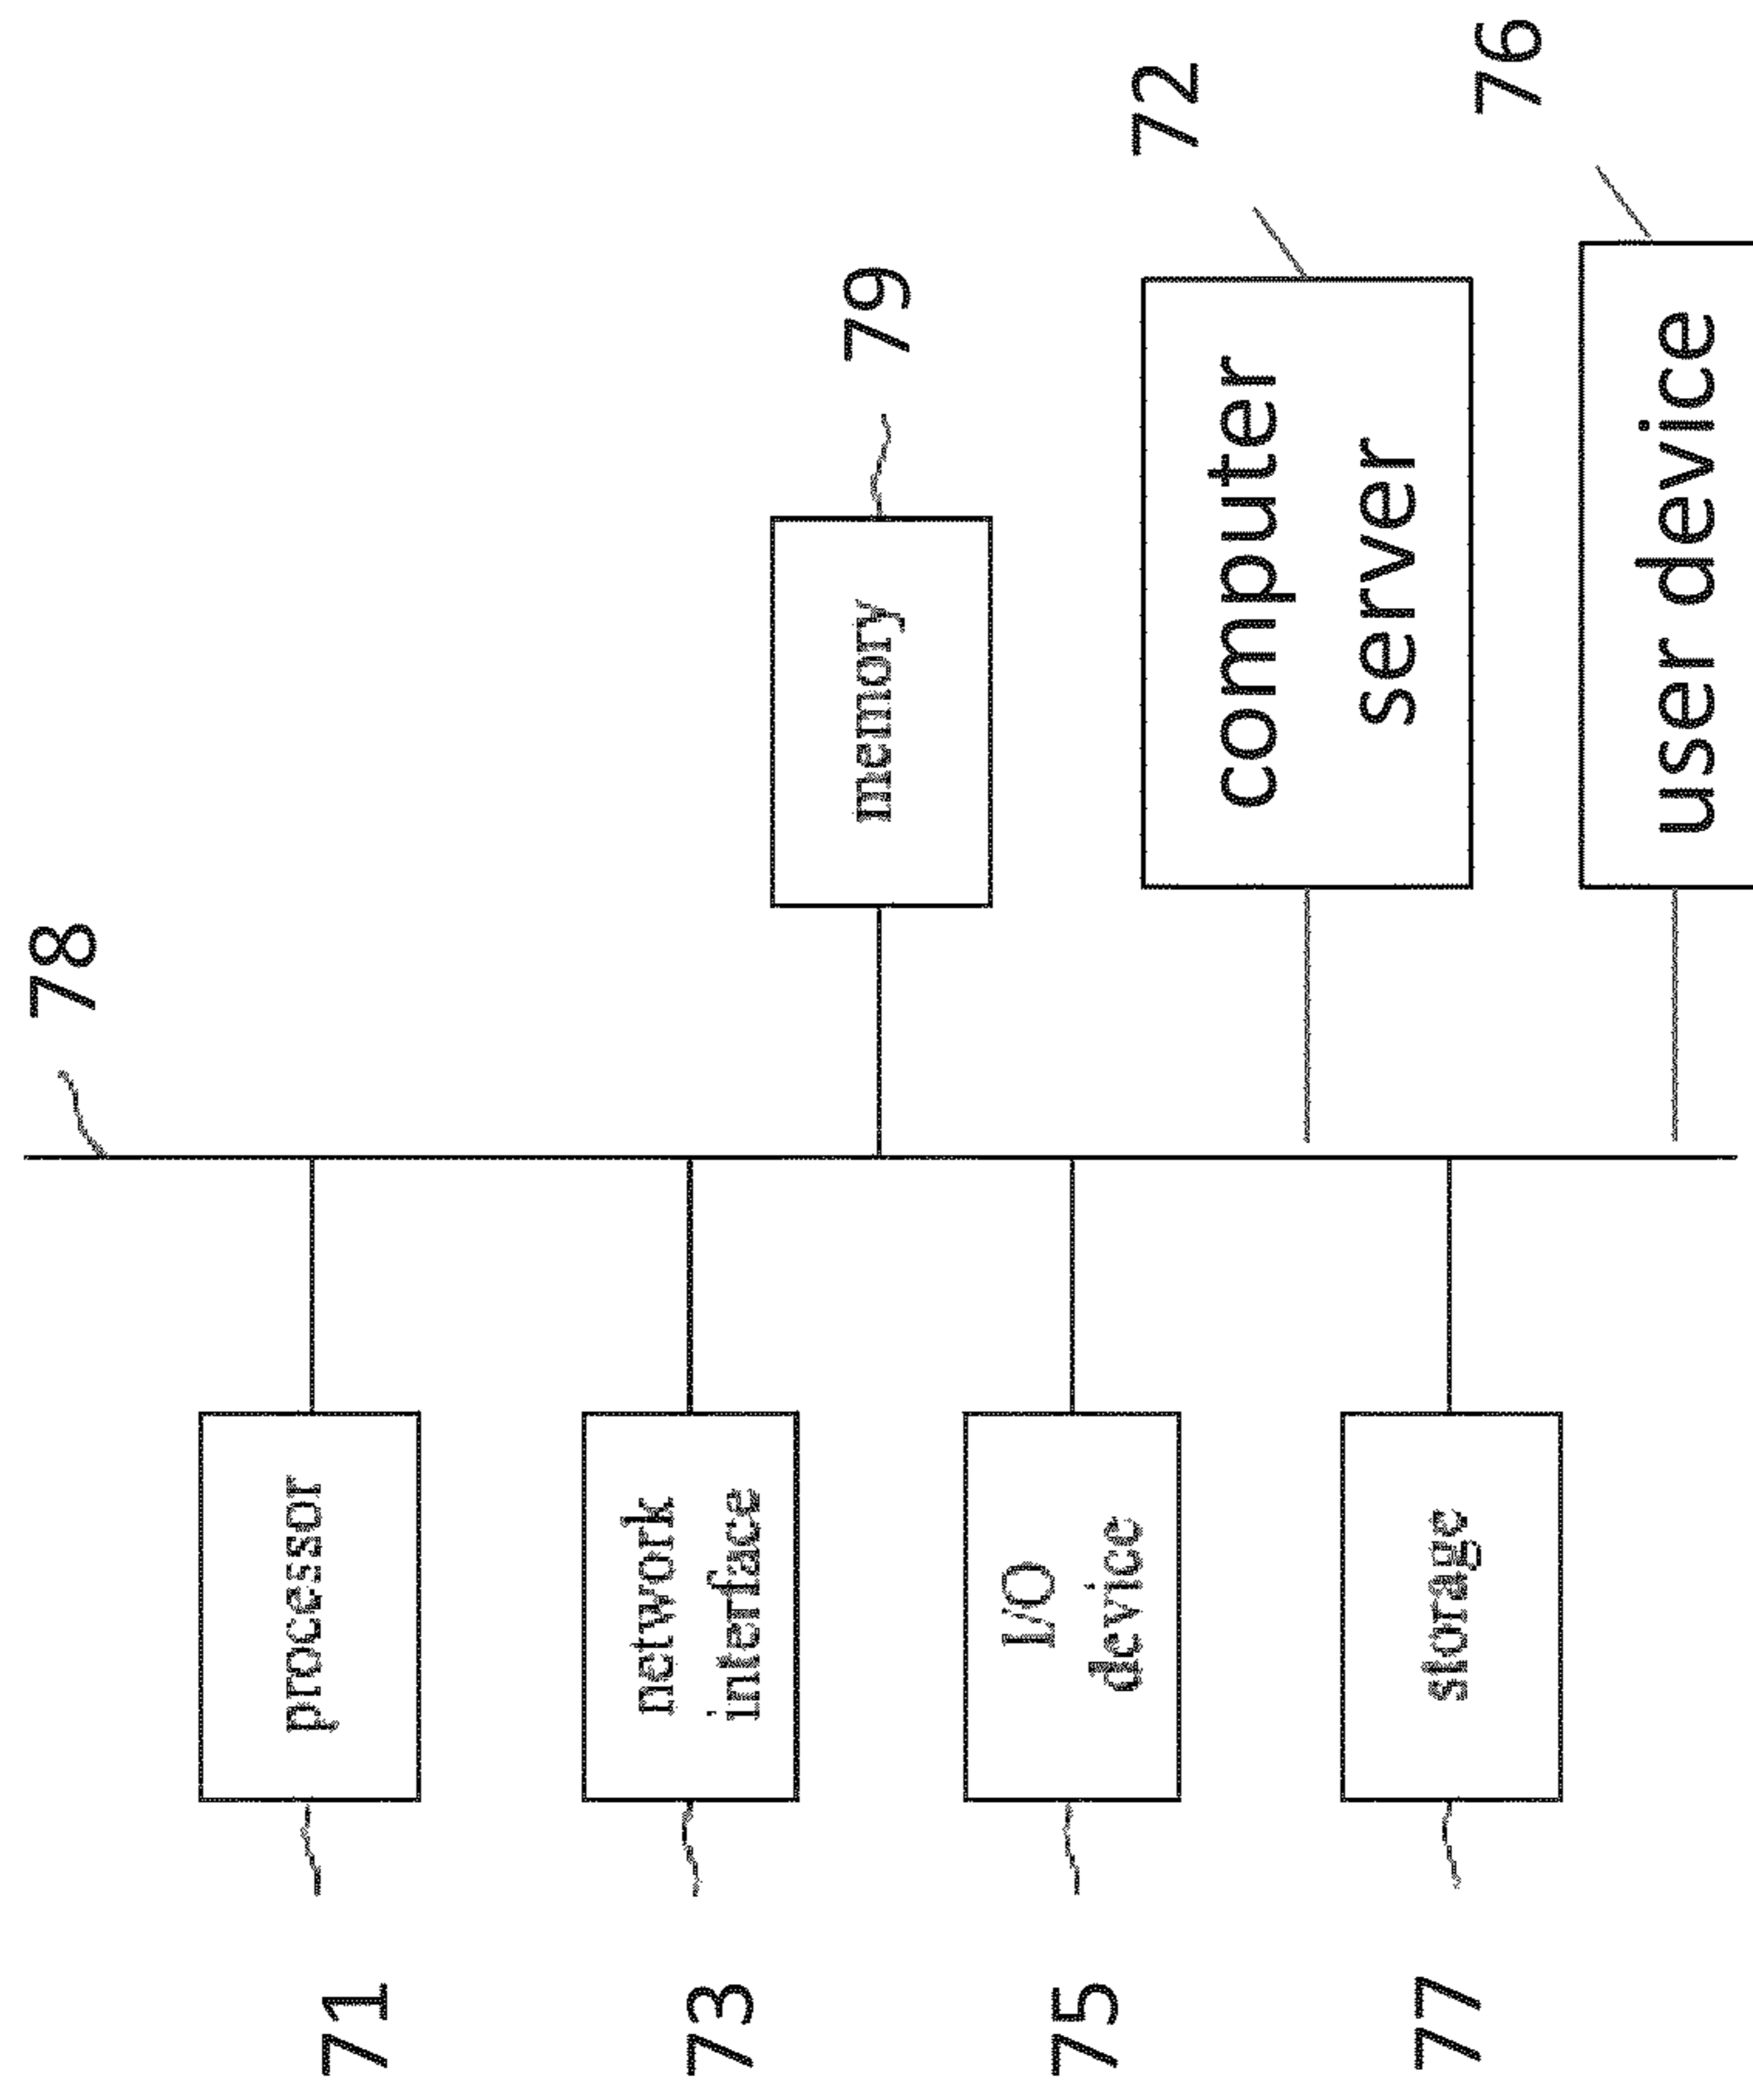 78
71
processor
73
network
interface
79
memory
75
I/O
device
72
computer
server
77
storage
76
user device